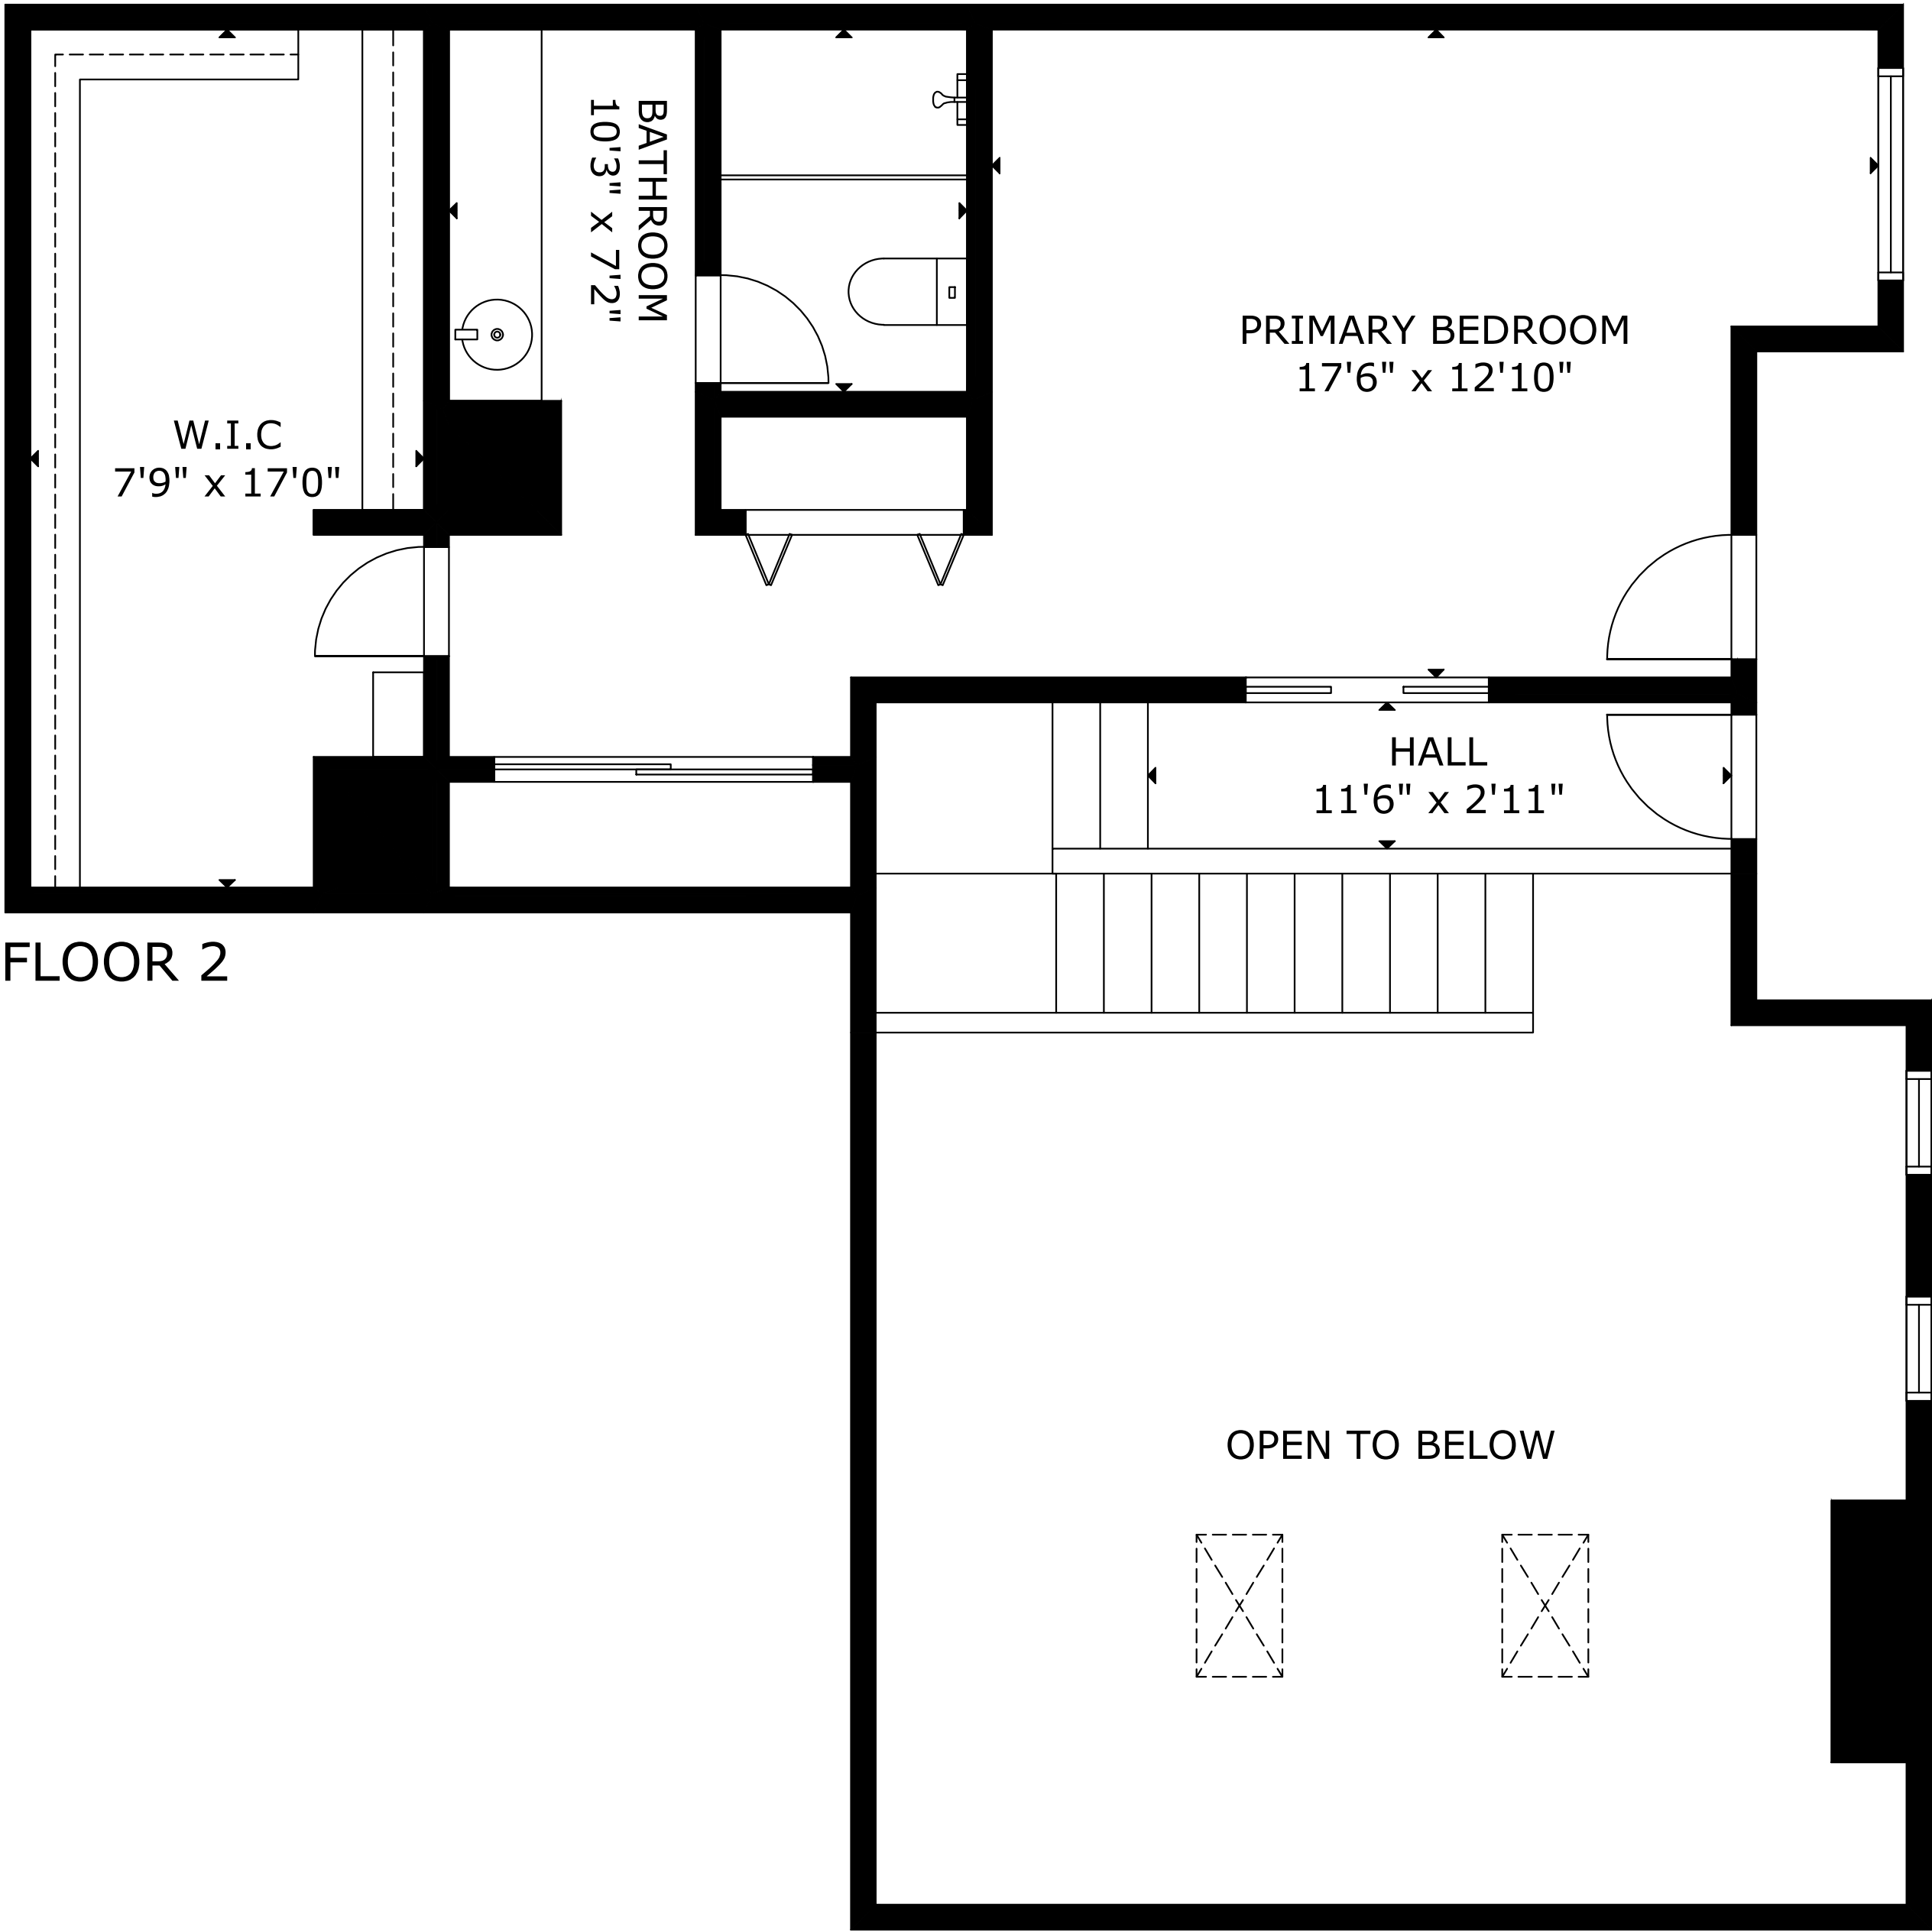 BATHROOM
10'3" x 7'2"
PRIMARY BEDROOM
17'6" x 12'10"
W.I.C
7'9" x 17'0"
HALL
11'6" x 2'11"
FLOOR 2
OPEN TO BELOW